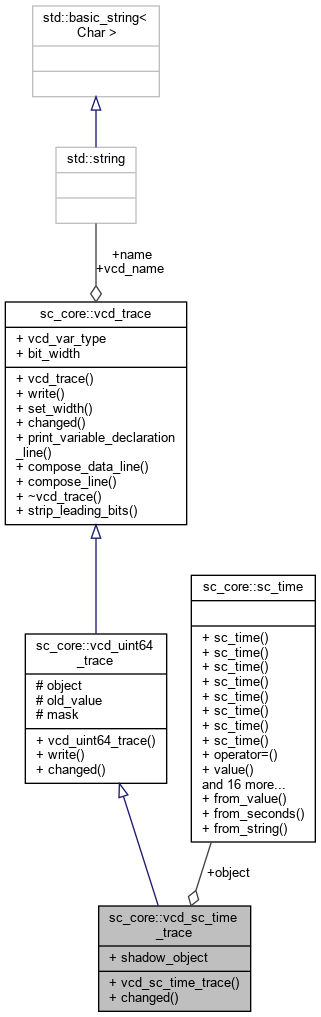 std::basic_string<
Char >
std::string
+name
+vcd_name
sc_core::vcd_trace
+ vcd_var_type
+ bit_width
+ vcd_trace()
+ write()
+ set_width()
+ changed()
+ print_variable_declaration
_line()
+ compose_data_line()
+ compose_line()
+ ~vcd_trace()
+ strip_leading_bits()
sc_core::sc_time
+ sc_time()
+ sc_time()
+ sc_time()
+ sc_time()
+ sc_time()
+ sc_time()
+ sc_time()
+ sc_time()
+ operator=()
+ value()
and 16 more...
+ from_value()
+ from_seconds()
+ from_string()
sc_core::vcd_uint64
_trace
# object
# old_value
# mask
+ vcd_uint64_trace()
+ write()
+ changed()
+object
sc_core::vcd_sc_time
_trace
+ shadow_object
+ vcd_sc_time_trace()
+ changed()